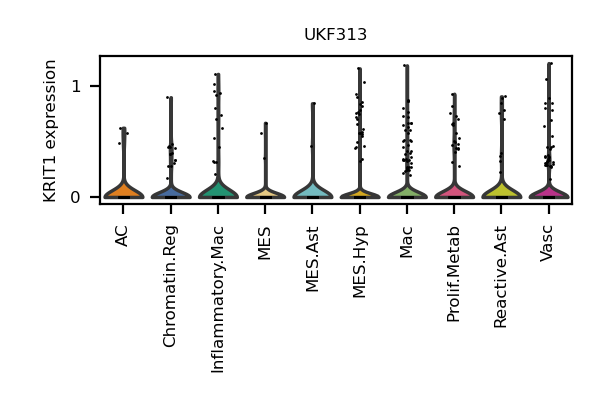 UKF313
KRIT1 expression
1
0
AC
Chromatin.Reg
Inflammatory.Mac
MES
MES.Ast
MES.Hyp
Mac
Prolif.Metab
Reactive.Ast
Vasc